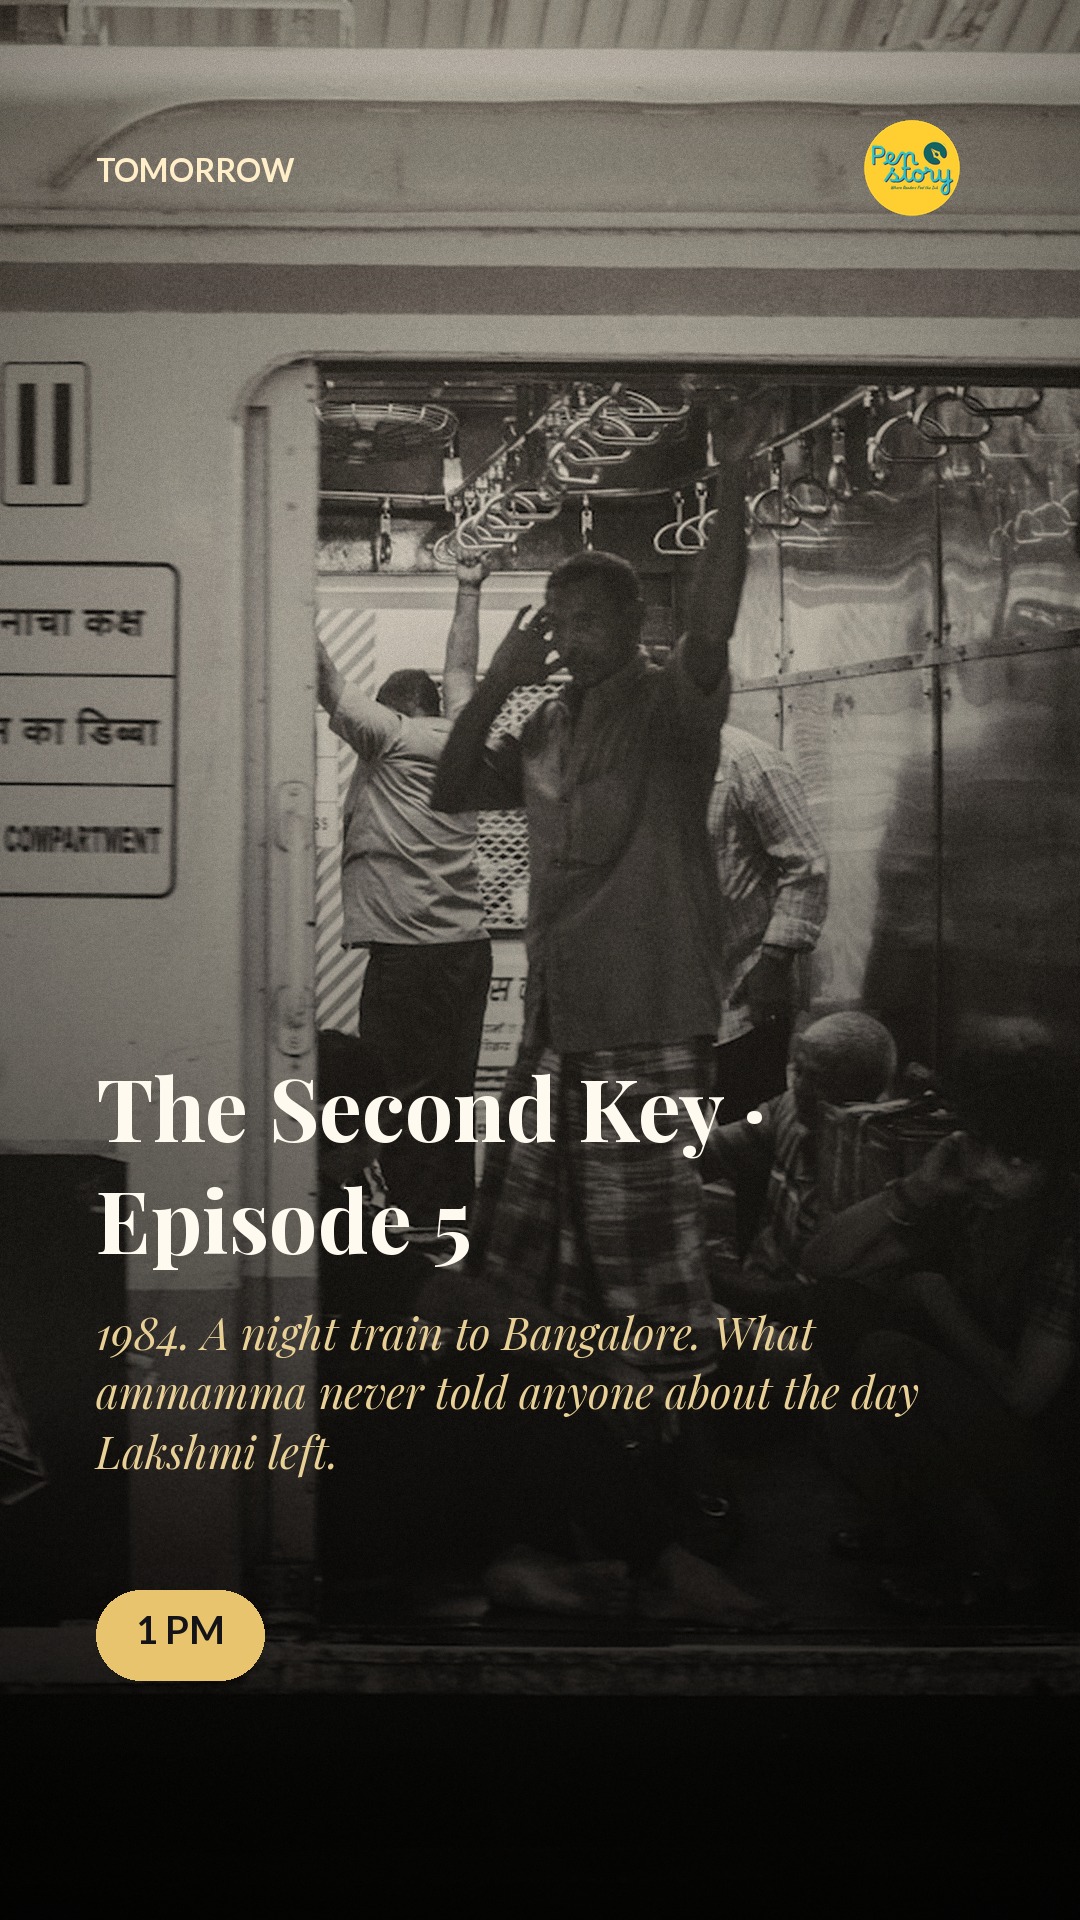 TOMORROW
Pen
story
नाचा कक्ष
का डिब्बा
COMPARTMENT
The Second Key ·
Episode 5
1984. A night train to Bangalore. What
ammamma never told anyone about the day
Lakshmi left.
1 PM